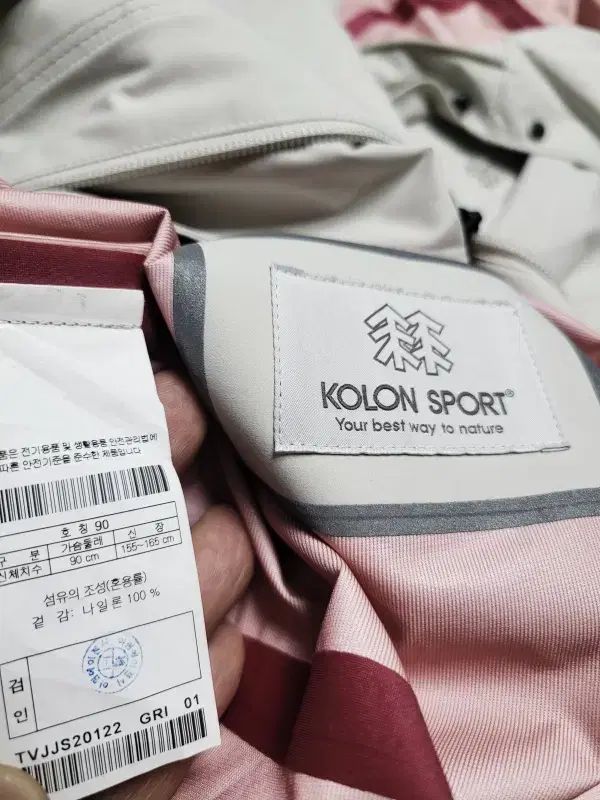 KOLON SPORT®
Your best way to nature
품은 전기용품 및 생활용품 안전관리법에
따른 안전기준을 준수한 제품입니다
호 칭 90
구 분 가슴둘레 신 장
신체치수 90 cm 155~165 cm
섬유의 조성(혼용률)
겉 감: 나일론 100 %
검
인
TVJJS20122 GRI 01